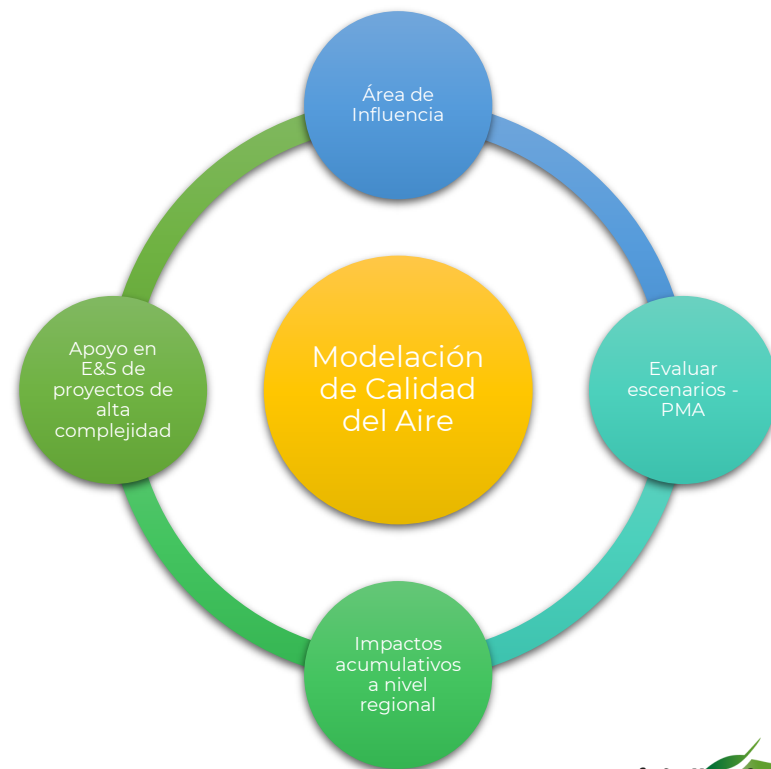 Área de
Influencia
Modelación
de Calidad
del Aire
Apoyo en
E&S de
proyectos de
alta
complejidad
Evaluar
escenarios -
PMA
Impactos
acumulativos
a nivel
regional